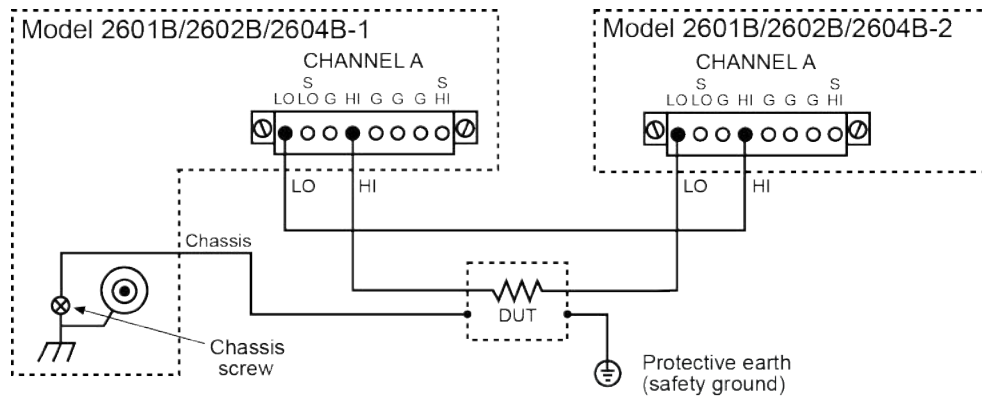 Model 2601B/2602B/2604B-1
CHANNEL A
S S
LO LO G HI G G G HI
LO HI
Model 2601B/2602B/2604B-2
CHANNEL A
S S
LO LO G HI G G G HI
LO HI
Chassis
DUT
Chassis
screw
Protective earth
(safety ground)